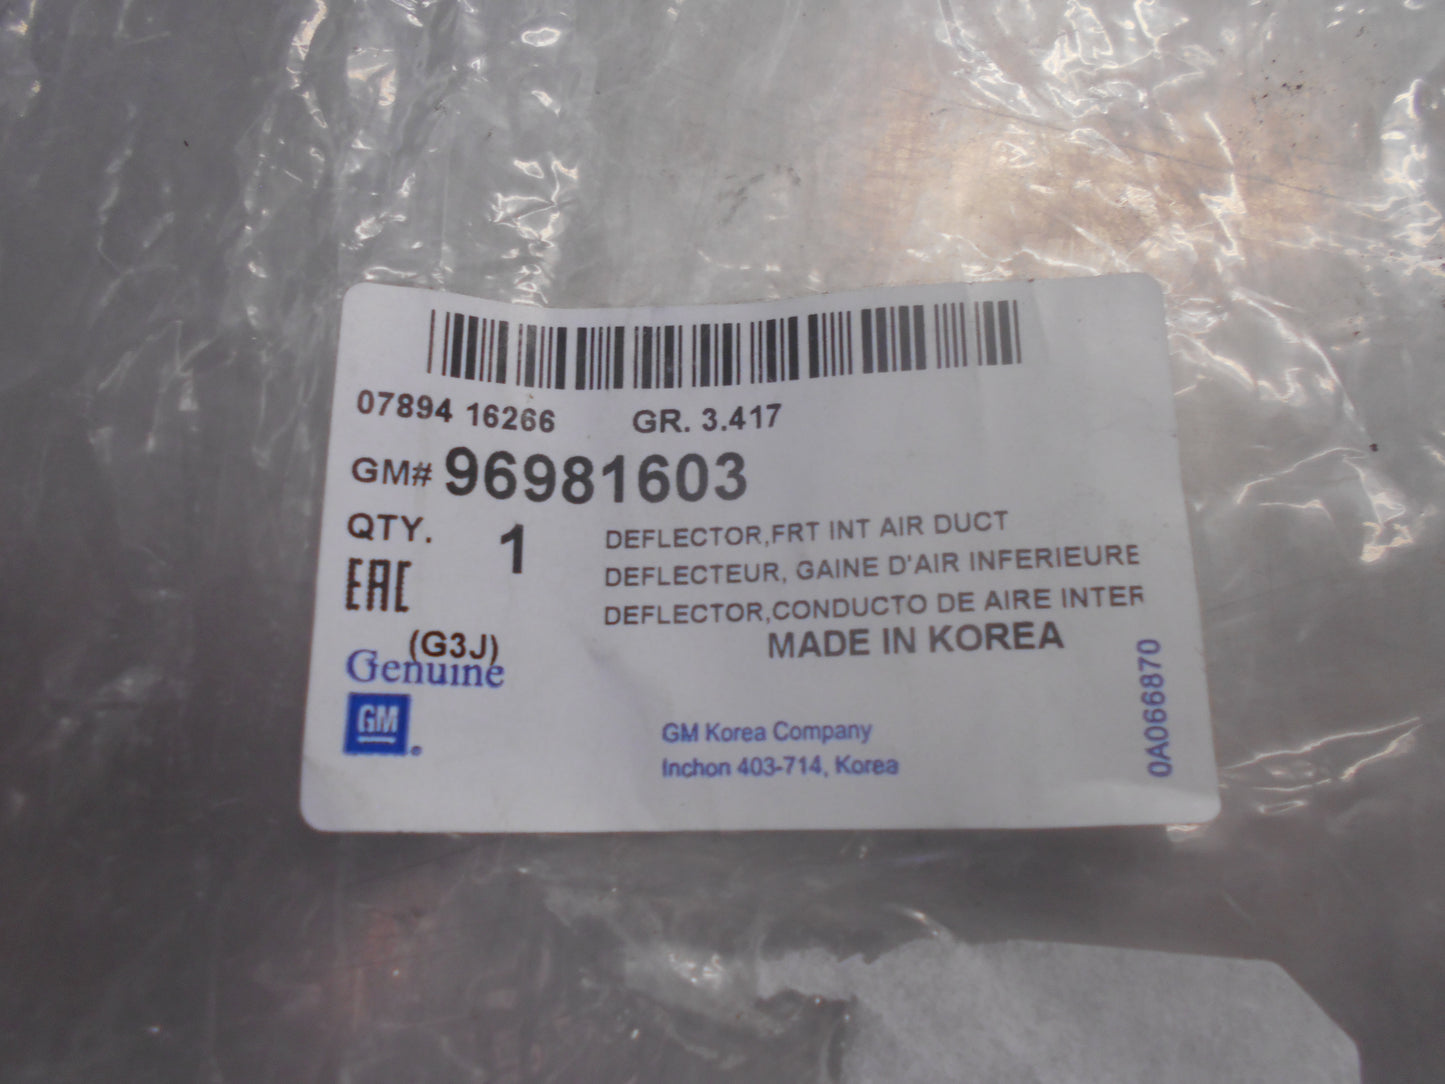 07894 16266 GR. 3.417
GM# 96981603
QTY. 1
DEFLECTOR,FRT INT AIR DUCT
DEFLECTEUR, GAINE D'AIR INFERIEURE
DEFLECTOR,CONDUCTO DE AIRE INTER
EAC
MADE IN KOREA
(G3J)
Genuine
GM
GM Korea Company
Inchon 403-714, Korea
0A066870